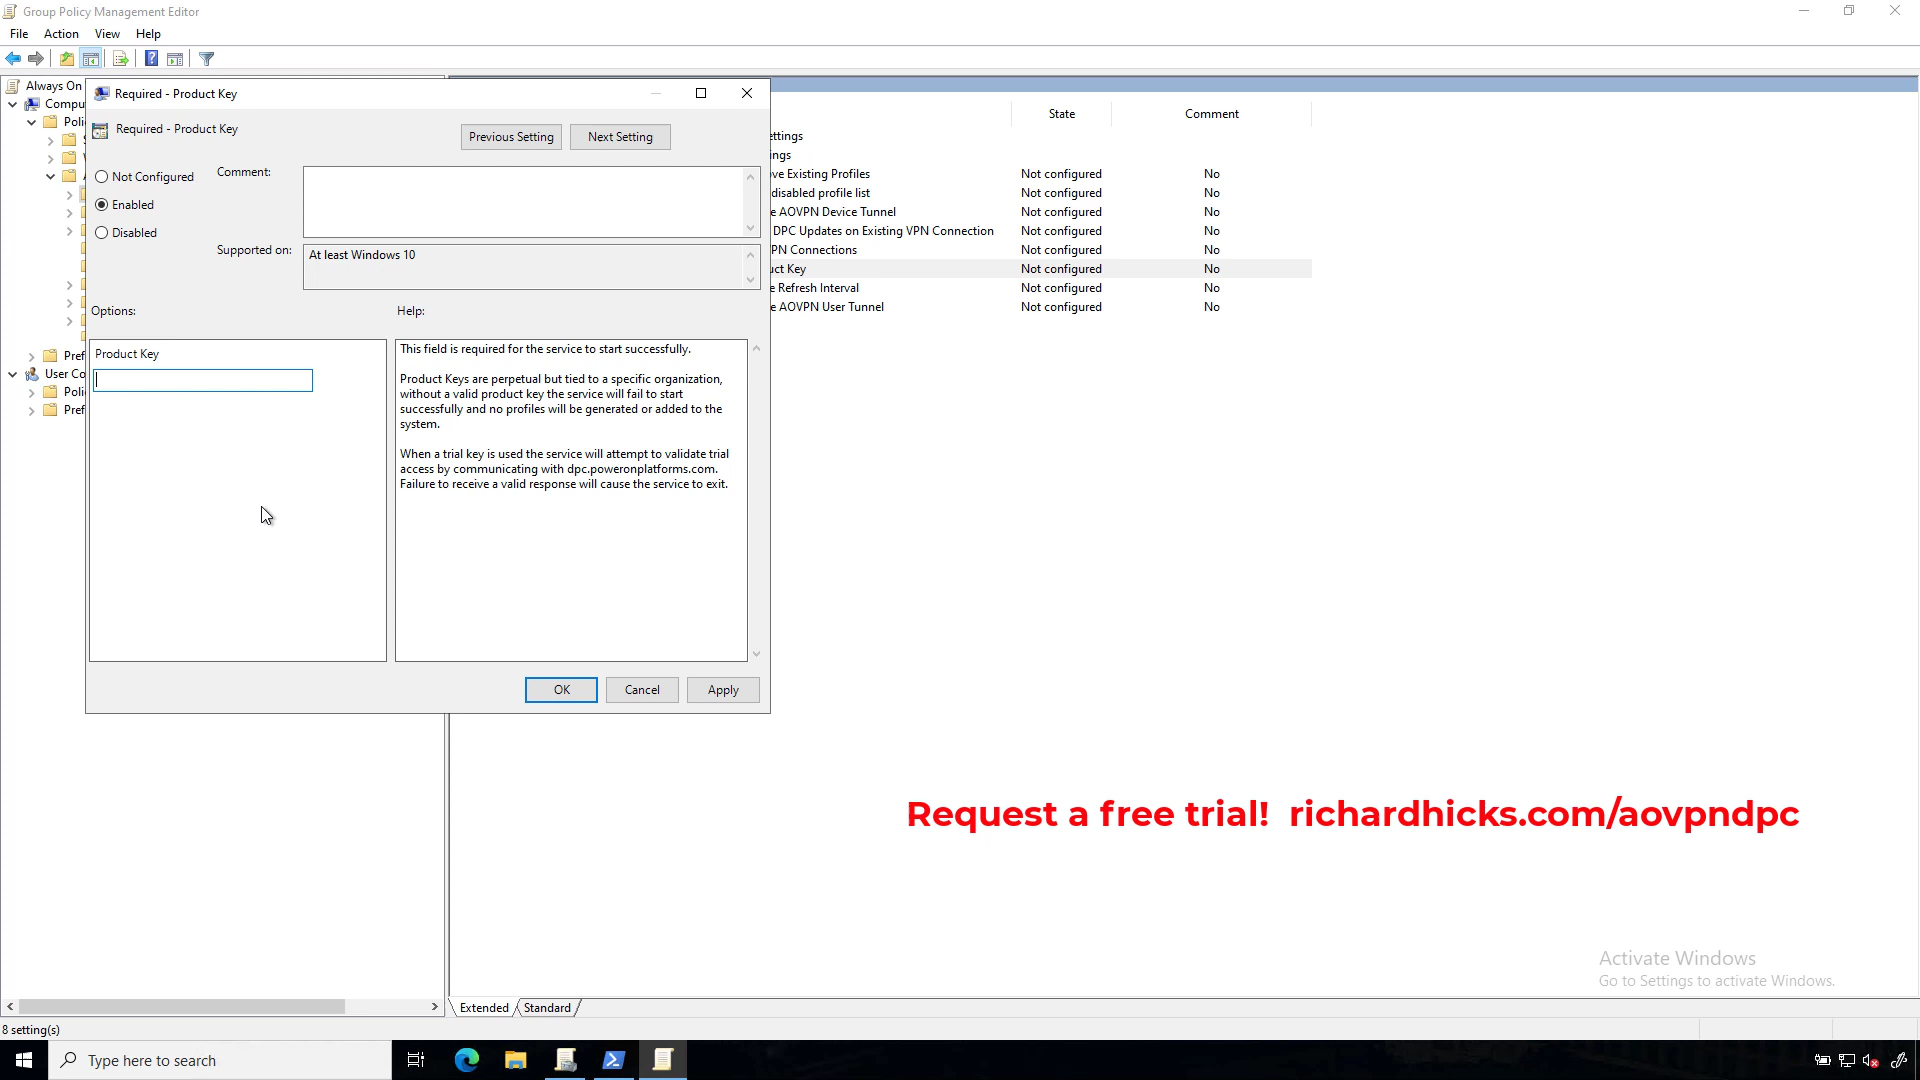 Group Policy Management Editor
File Action View Help
Always On
Compu
Poli
Pref
User Co
Poli
Pref
Required - Product Key
Required - Product Key
Previous Setting Next Setting
Not Configured
Enabled
Disabled
Comment:
Supported on:
At least Windows 10
Options:
Help:
Product Key
This field is required for the service to start successfully.
Product Keys are perpetual but tied to a specific organization,
without a valid product key the service will fail to start
successfully and no profiles will be generated or added to the
system.
When a trial key is used the service will attempt to validate trial
access by communicating with dpc.poweronplatforms.com.
Failure to receive a valid response will cause the service to exit.
OK Cancel Apply
State Comment
ettings
ings
ve Existing Profiles Not configured No
disabled profile list Not configured No
e AOVPN Device Tunnel Not configured No
DPC Updates on Existing VPN Connection Not configured No
PN Connections Not configured No
uct Key Not configured No
e Refresh Interval Not configured No
e AOVPN User Tunnel Not configured No
Request a free trial! richardhicks.com/aovpndpc
Activate Windows
Go to Settings to activate Windows.
Extended Standard
8 setting(s)
Type here to search